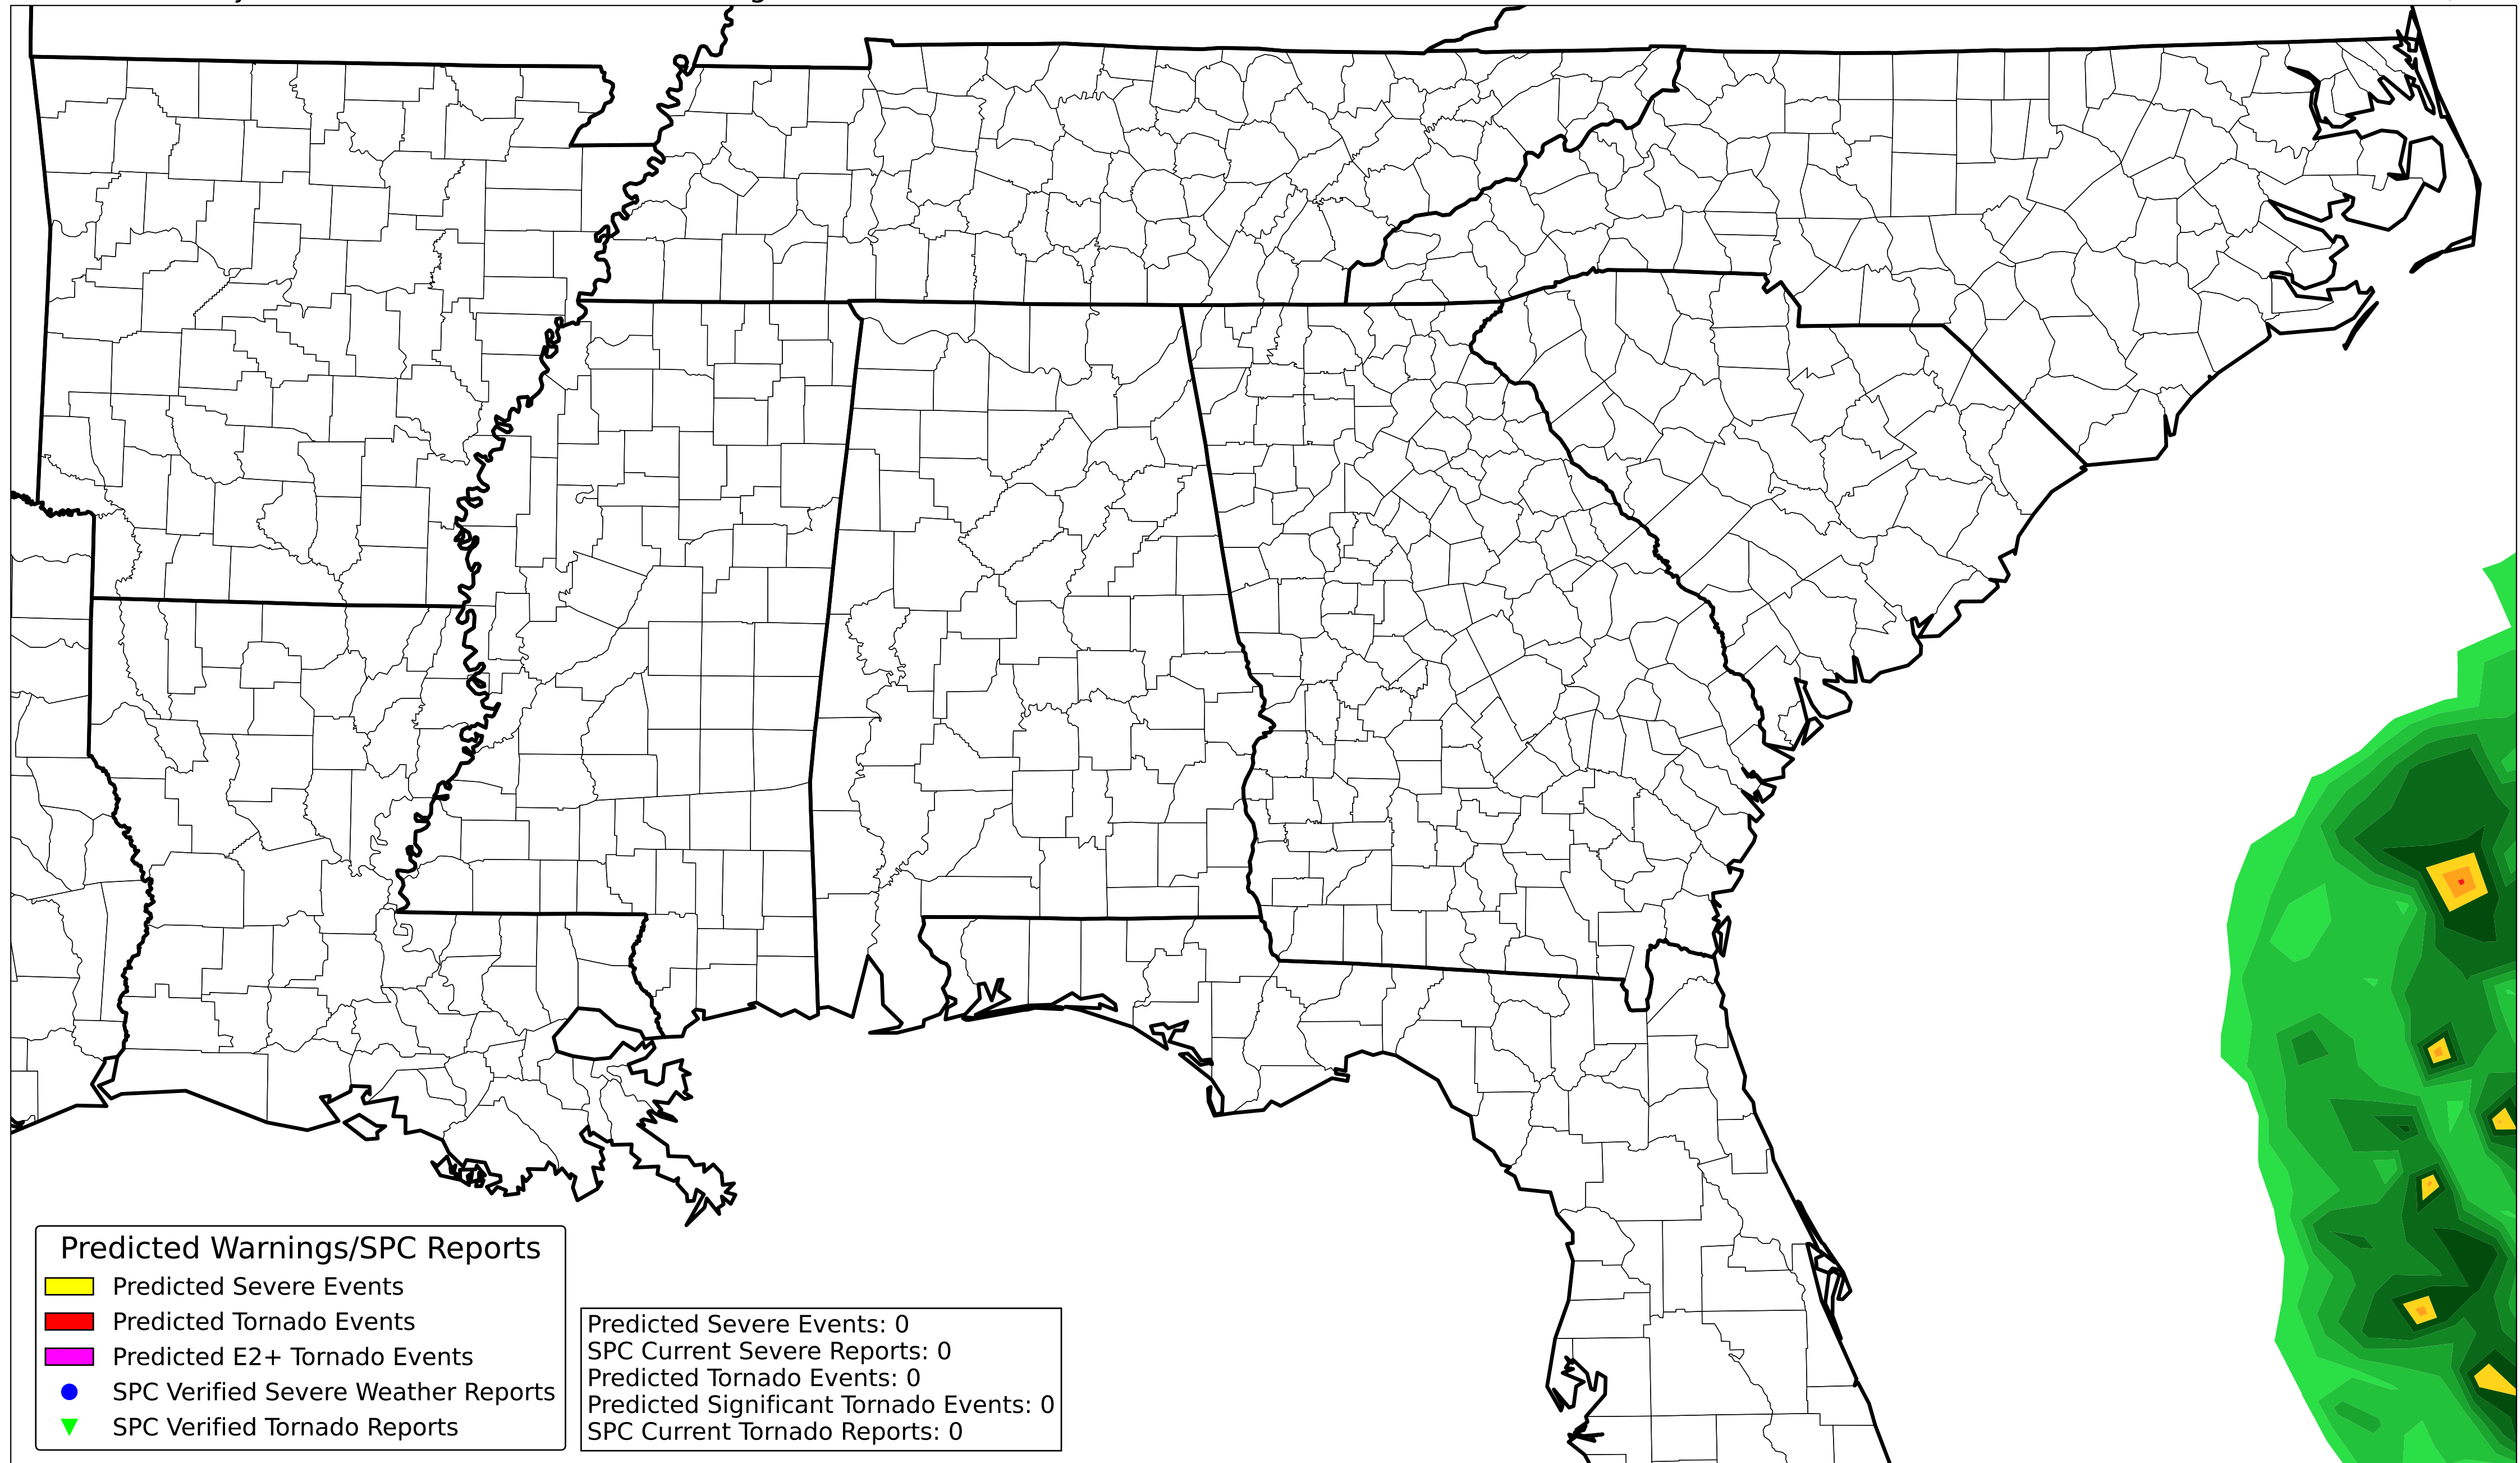 Predicted Warnings/SPC Reports
Predicted Severe Events
Predicted Tornado Events
Predicted E2+ Tornado Events
SPC Verified Severe Weather Reports
SPC Verified Tornado Reports
Predicted Severe Events: 0
SPC Current Severe Reports: 0
Predicted Tornado Events: 0
Predicted Significant Tornado Events: 0
SPC Current Tornado Reports: 0